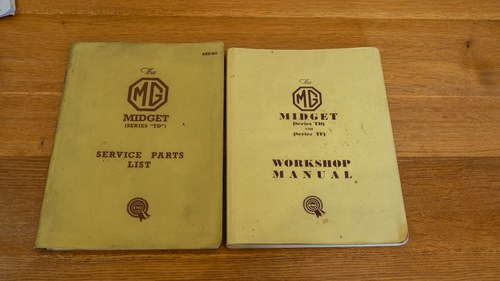 The
MG
MIDGET
(SERIES "TD")
SERVICE PARTS
LIST
The
MG
MIDGET
(Series TD)
AND
(Series TF)
WORKSHOP
MANUAL